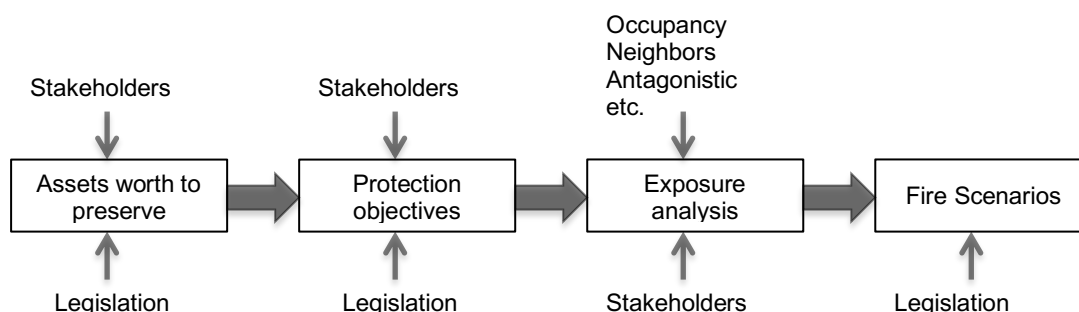 Occupancy
Neighbors
Antagonistic
etc.
Stakeholders
Stakeholders
Assets worth to
preserve
Protection
objectives
Exposure
analysis
Fire Scenarios
Legislation
Legislation
Stakeholders
Legislation